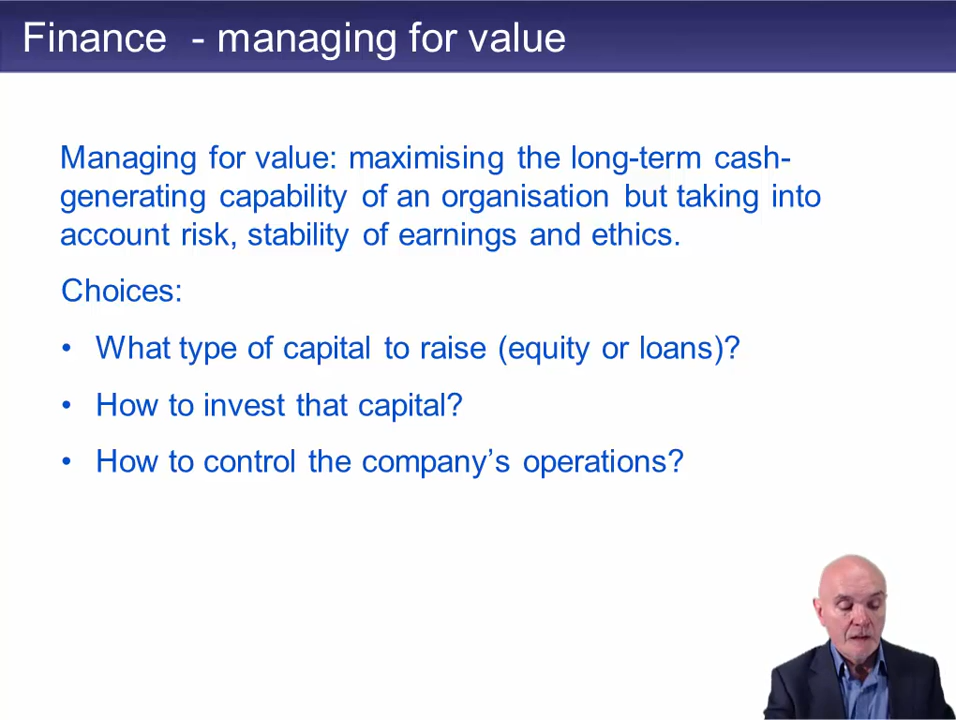 Finance - managing for value
Managing for value: maximising the long-term cash-
generating capability of an organisation but taking into
account risk, stability of earnings and ethics.
Choices:
• What type of capital to raise (equity or loans)?
• How to invest that capital?
• How to control the company’s operations?